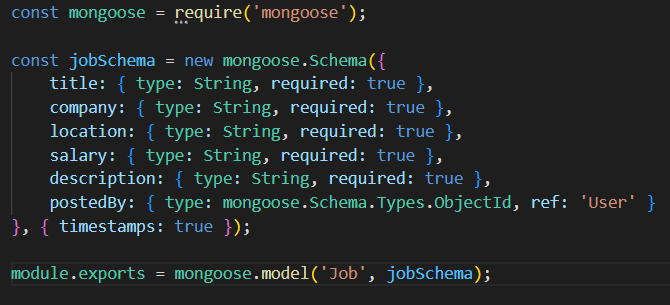 const mongoose = require('mongoose');
const jobSchema = new mongoose.Schema({
    title: { type: String, required: true },
    company: { type: String, required: true },
    location: { type: String, required: true },
    salary: { type: String, required: true },
    description: { type: String, required: true },
    postedBy: { type: mongoose.Schema.Types.ObjectId, ref: 'User' }
}, { timestamps: true });
module.exports = mongoose.model('Job', jobSchema);